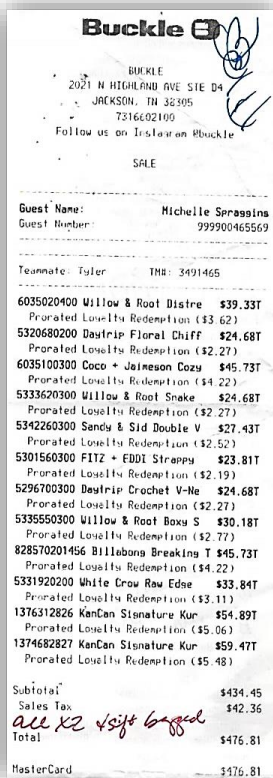 Buckle B
BUCKLE
2021 N HIGHLAND AVE STE D4
JACKSON, TN 38305
7316602100
Follow us on Instagram @buckle
SALE
Guest Name: Michelle Spraggins
Guest Number: 999900465569
Teammate: Tyler TM#: 3491465
6035020400 Willow & Root Distre $39.33T
Prorated Loyalty Redemption ($3.62)
5320680200 Daytrip Floral Chiff $24.68T
Prorated Loyalty Redemption ($2.27)
6035100300 Coco + Jaimeson Cozy $45.73T
Prorated Loyalty Redemption ($4.22)
5333620300 Willow & Root Snake $24.68T
Prorated Loyalty Redemption ($2.27)
5342260300 Sandy & Sid Double V $27.43T
Prorated Loyalty Redemption ($2.52)
5301560300 FITZ + EDDI Strappy $23.81T
Prorated Loyalty Redemption ($2.19)
5296700300 Daytrip Crochet V-Ne $24.68T
Prorated Loyalty Redemption ($2.27)
5335550300 Willow & Root Boxy S $30.18T
Prorated Loyalty Redemption ($2.77)
828570201456 Billabong Breaking T $45.73T
Prorated Loyalty Redemption ($4.22)
5331920200 White Crow Raw Edge $33.84T
Prorated Loyalty Redemption ($3.11)
1376312826 KanCan Signature Kur $54.89T
Prorated Loyalty Redemption ($5.06)
1374682827 KanCan Signature Kur $59.47T
Prorated Loyalty Redemption ($5.48)
Subtotal $434.45
Sales Tax $42.36
all x2 + gift bagged
Total $476.81
MasterCard $476.81